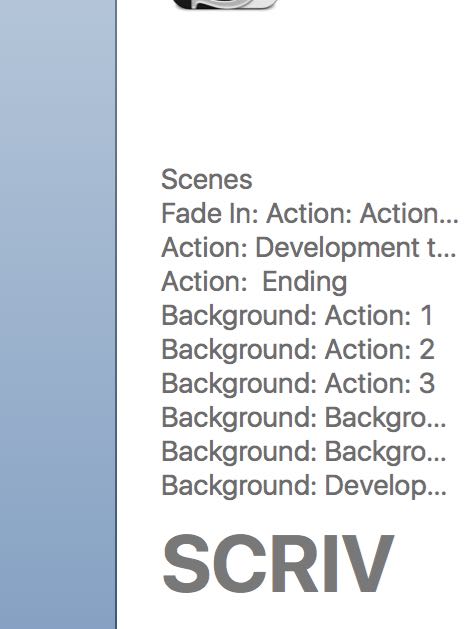 Scenes
Fade In: Action: Action...
Action: Development t...
Action:  Ending
Background: Action: 1
Background: Action: 2
Background: Action: 3
Background: Backgro...
Background: Backgro...
Background: Develop...
SCRIV